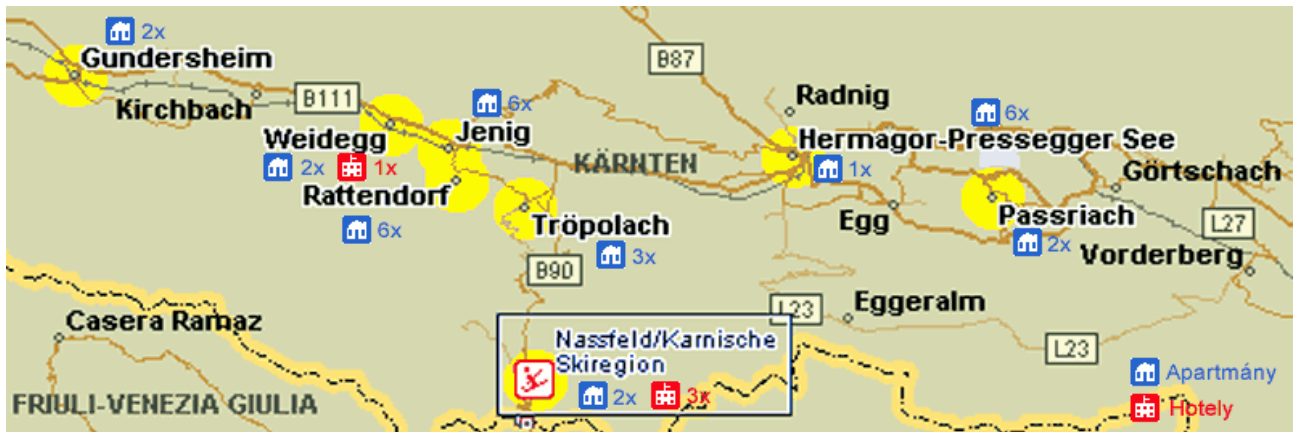 2x
Gundersheim
B87
Kirchbach
B111
Radnig
6x
6x
Weidegg
Jenig
Hermagor-Pressegger See
2x
1x
KÄRNTEN
1x
Görtschach
Rattendorf
Passriach
Egg
6x
Tröpolach
2x
L27
3x
Vorderberg
B90
Eggeralm
L23
Casera Ramaz
Nassfeld/Karnische
Skiregion
L23
2x
3x
Apartmány
FRIULI-VENEZIA GIULIA
Hotely